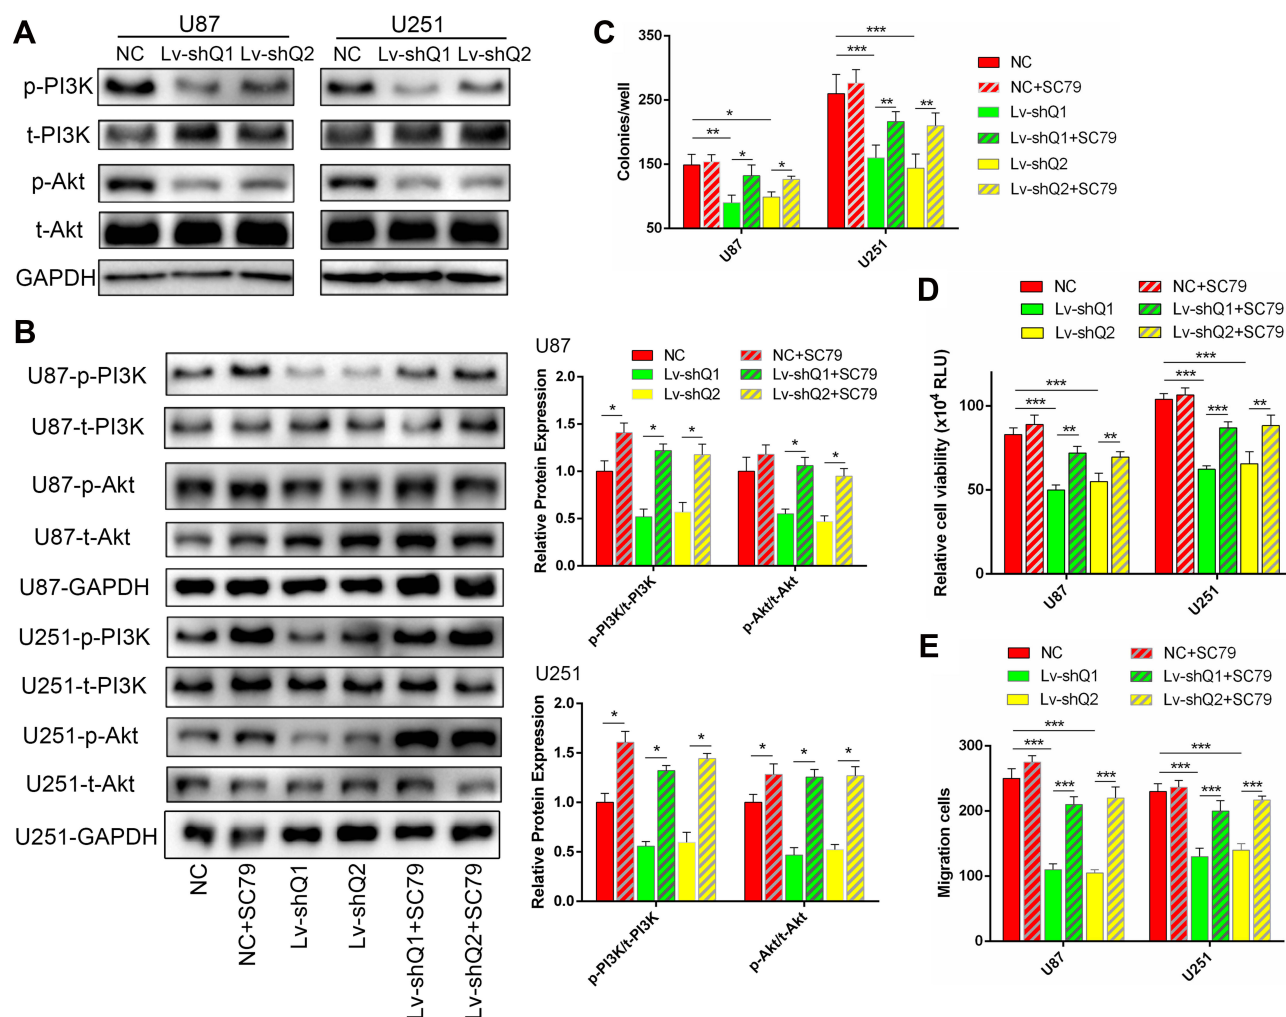 A
U87
U251
NC Lv-shQ1 Lv-shQ2
NC Lv-shQ1 Lv-shQ2
p-PI3K
t-PI3K
p-Akt
t-Akt
GAPDH
B
U87-p-PI3K
U87-t-PI3K
U87-p-Akt
U87-t-Akt
U87-GAPDH
U251-p-PI3K
U251-t-PI3K
U251-p-Akt
U251-t-Akt
U251-GAPDH
NC
NC+SC79
Lv-shQ1
Lv-shQ2
Lv-shQ1+SC79
Lv-shQ2+SC79
U87
NC
NC+SC79
Lv-shQ1
Lv-shQ1+SC79
Lv-shQ2
Lv-shQ2+SC79
Relative Protein Expression
2.0
1.5
1.0
0.5
0.0
* * * * *
p-PI3K/t-PI3K
p-Akt/t-Akt
U251
Relative Protein Expression
2.0
1.5
1.0
0.5
0.0
* * * * * *
p-PI3K/t-PI3K
p-Akt/t-Akt
C
Colonies/well
350
250
150
50
* ** * *
*** *** ** **
U87
U251
NC
NC+SC79
Lv-shQ1
Lv-shQ1+SC79
Lv-shQ2
Lv-shQ2+SC79
D
NC
NC+SC79
Lv-shQ1
Lv-shQ1+SC79
Lv-shQ2
Lv-shQ2+SC79
Relative cell viability (x10⁴ RLU)
100
50
0
*** *** ** **
*** *** *** **
U87
U251
E
NC
NC+SC79
Lv-shQ1
Lv-shQ1+SC79
Lv-shQ2
Lv-shQ2+SC79
Migration cells
300
200
100
0
*** *** *** ***
*** *** *** ***
U87
U251